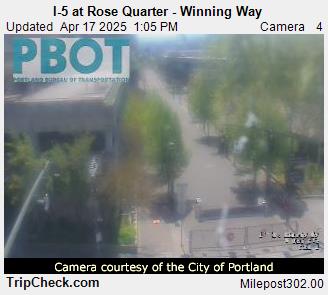 I-5 at Rose Quarter - Winning Way
Updated Apr 17 2025 1:05 PM Camera 4
PBOT
PORTLAND BUREAU OF TRANSPORTATION
Camera courtesy of the City of Portland
TripCheck.com Milepost302.00